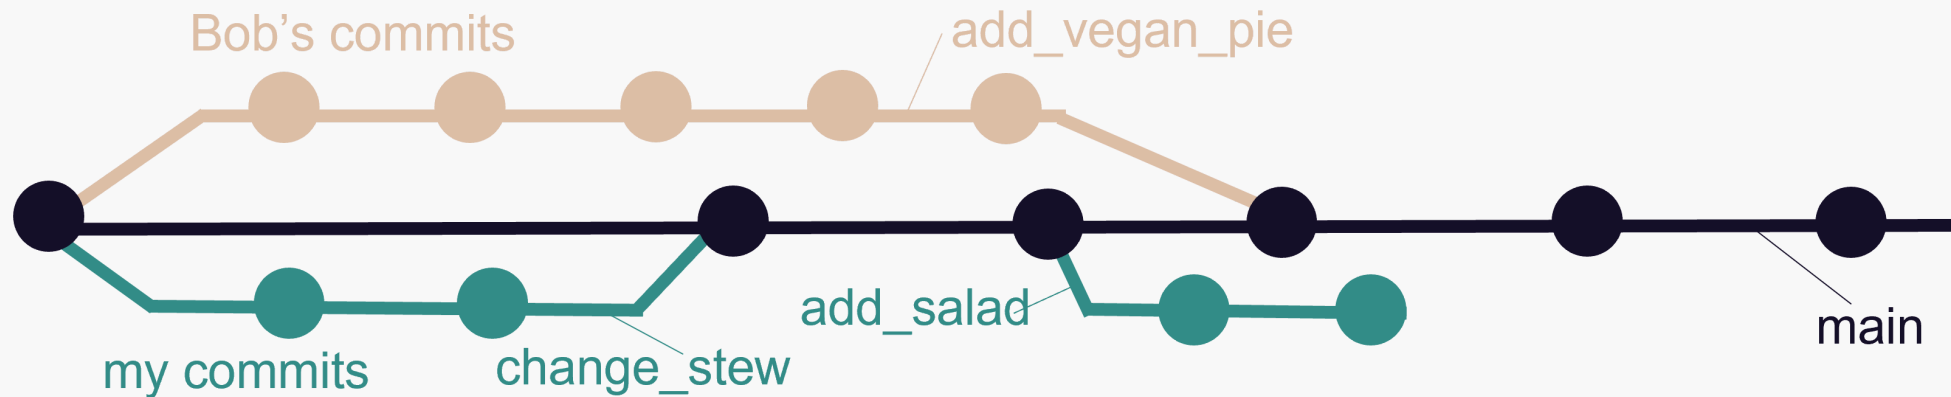 Bob’s commits
add_vegan_pie
add_salad
main
my commits
change_stew